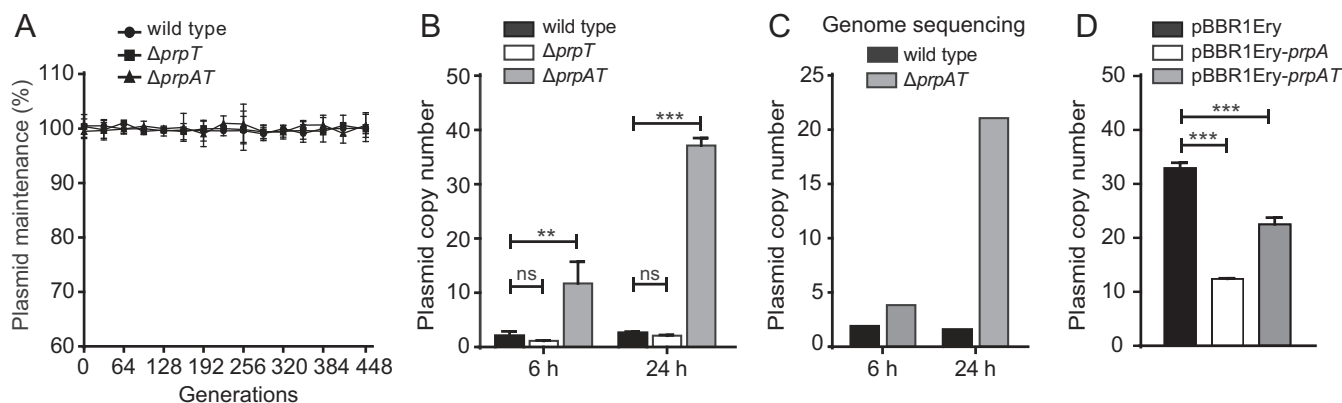 A
wild type
ΔprpT
ΔprpAT
Plasmid maintenance (%)
110
100
90
80
70
60
0 64 128 192 256 320 384 448
Generations
B
wild type
ΔprpT
ΔprpAT
Plasmid copy number
50
40
30
20
10
0
ns
**
ns
***
6 h 24 h
C
Genome sequencing
wild type
ΔprpAT
Plasmid copy number
25
20
15
10
5
0
6 h 24 h
D
pBBR1Ery
pBBR1Ery-prpA
pBBR1Ery-prpAT
Plasmid copy number
50
40
30
20
10
0
***
***